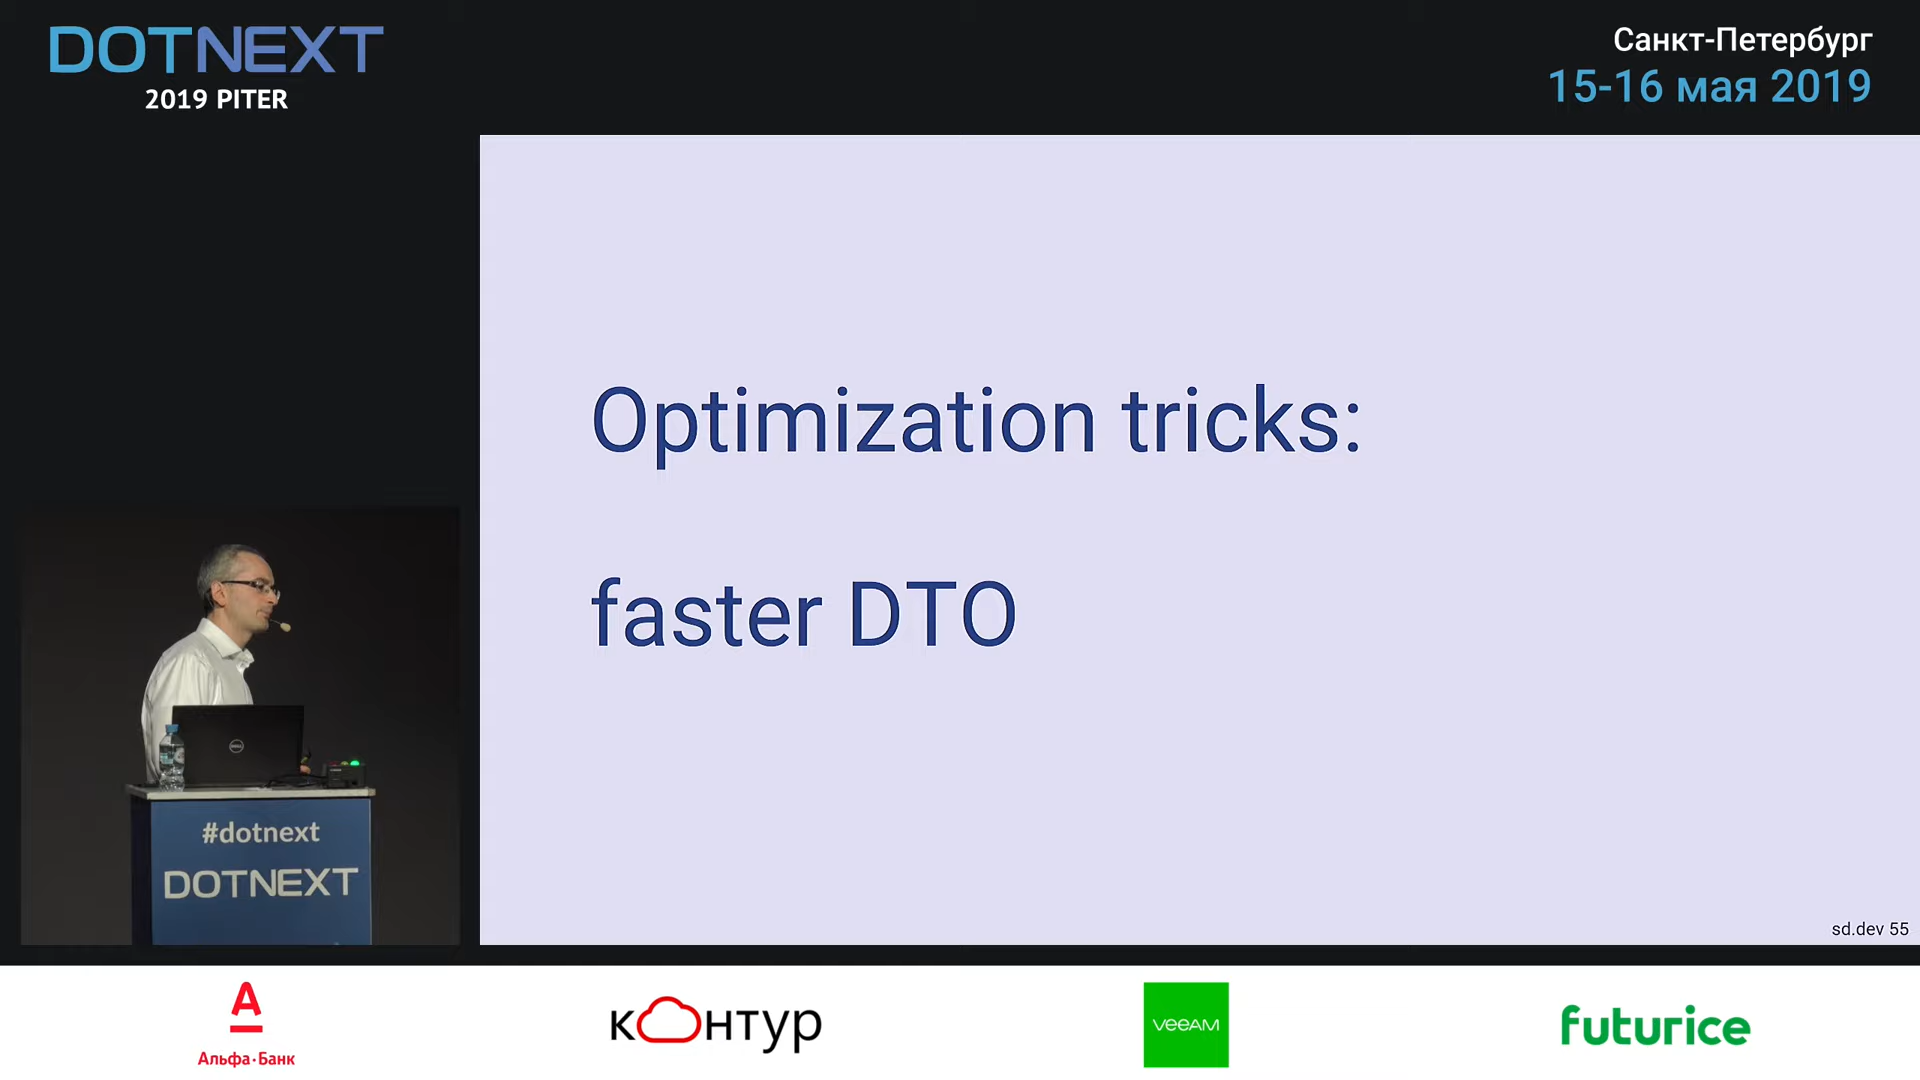 DOTNEXT
2019 PITER
Санкт-Петербург
15-16 мая 2019
Optimization tricks:
faster DTO
sd.dev 55
#dotnext
DOTNEXT
DELL
Альфа·Банк
контур
veeAM
futurice